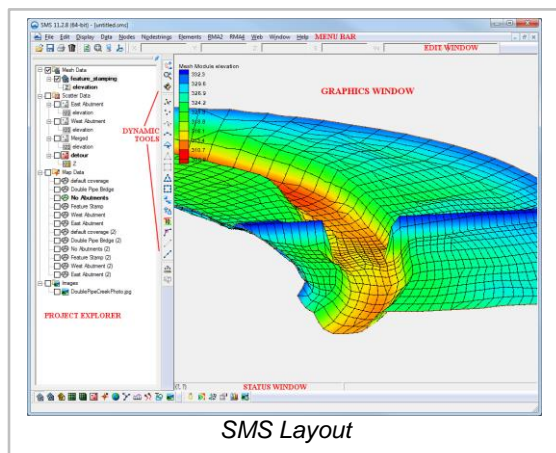 SMS 11.2.8 (64-bit) - [untitled.sms]
File Edit Display Data Nodes Nodestrings Elements RMA2 RMA4 Web Window Help MENU BAR
EDIT WINDOW
Mesh Data
feature_stamping
elevation
Scatter Data
East Abutment
elevation
West Abutment
elevation
Merged
elevation
detour
Z
Map Data
default coverage
Double Pipe Bridge
No Abutments
Feature Stamp
West Abutment
East Abutment
default coverage (2)
Double Pipe Bridge (2)
No Abutments (2)
Feature Stamp (2)
West Abutment (2)
East Abutment (2)
Images
DoublePipeCreekPhoto.jpg
PROJECT EXPLORER
DYNAMIC
TOOLS
Mesh Module elevation
GRAPHICS WINDOW
STATUS WINDOW
SMS Layout